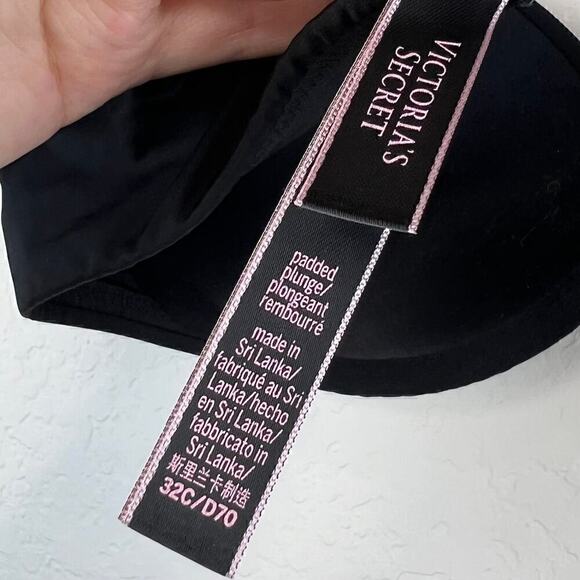 VICTORIA'S
SECRET
padded
plunge/
plongeant
rembourré
made in
Sri Lanka/
fabriqué au Sri
Lanka/hecho
en Sri Lanka/
fabbricato in
Sri Lanka/
斯里兰卡制造
32C/D70